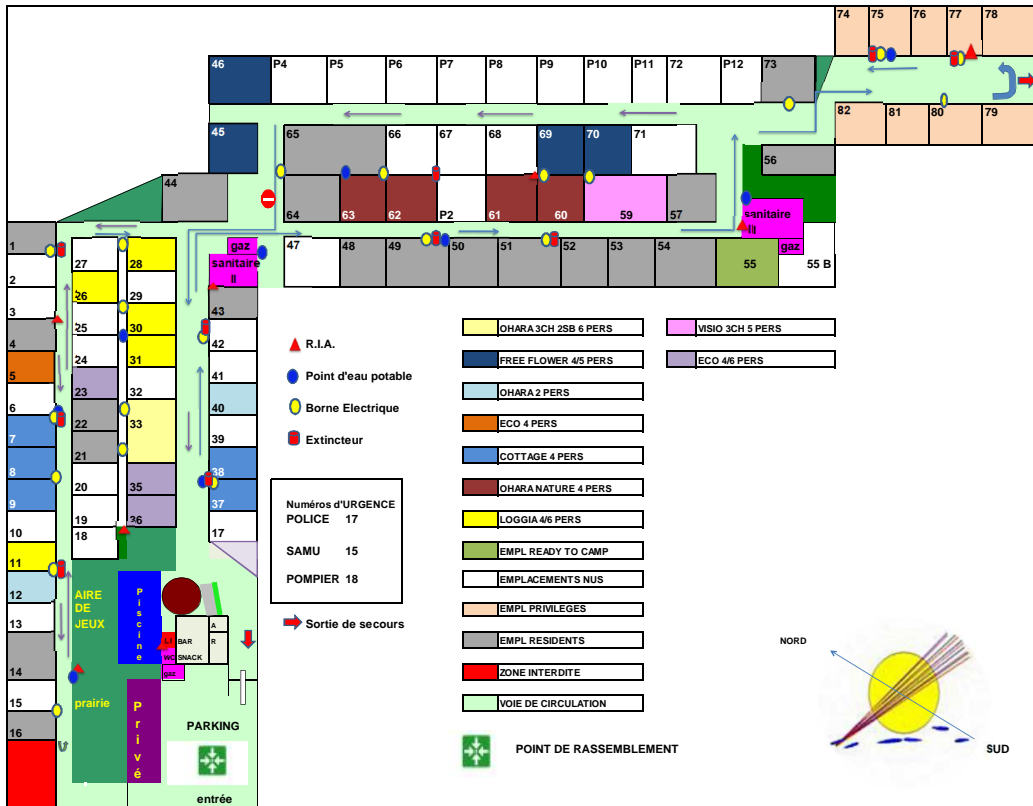 74 75 76 77 78
46 P4 P5 P6 P7 P8 P9 P10 P11 72 P12 73
82 81 80 79
45 65 66 67 68 69 70 71
56
44
64 63 62 P2 61 60 59 57
sanitaire
III
gaz
47 48 49 50 51 52 53 54 55 55 B
gaz
sanitaire
II
1
2
3
4
5
6
7
8
9
10
11
12
13
14
15
16
27
26
25
24
23
22
21
20
19
18
28
29
30
31
32
33
35
36
43
42
41
40
39
38
37
17
R.I.A.
Point d'eau potable
Borne Electrique
Extincteur
Numéros d'URGENCE
POLICE 17
SAMU 15
POMPIER 18
Sortie de secours
OHARA 3CH 2SB 6 PERS
FREE FLOWER 4/5 PERS
OHARA 2 PERS
ECO 4 PERS
COTTAGE 4 PERS
OHARA NATURE 4 PERS
LOGGIA 4/6 PERS
EMPL READY TO CAMP
EMPLACEMENTS NUS
EMPL PRIVILEGES
EMPL RESIDENTS
ZONE INTERDITE
VOIE DE CIRCULATION
VISIO 3CH 5 PERS
ECO 4/6 PERS
POINT DE RASSEMBLEMENT
AIRE
DE
JEUX
Piscine
prairie
Privé
A
BAR R
WC SNACK
gaz
PARKING
entrée
NORD
SUD